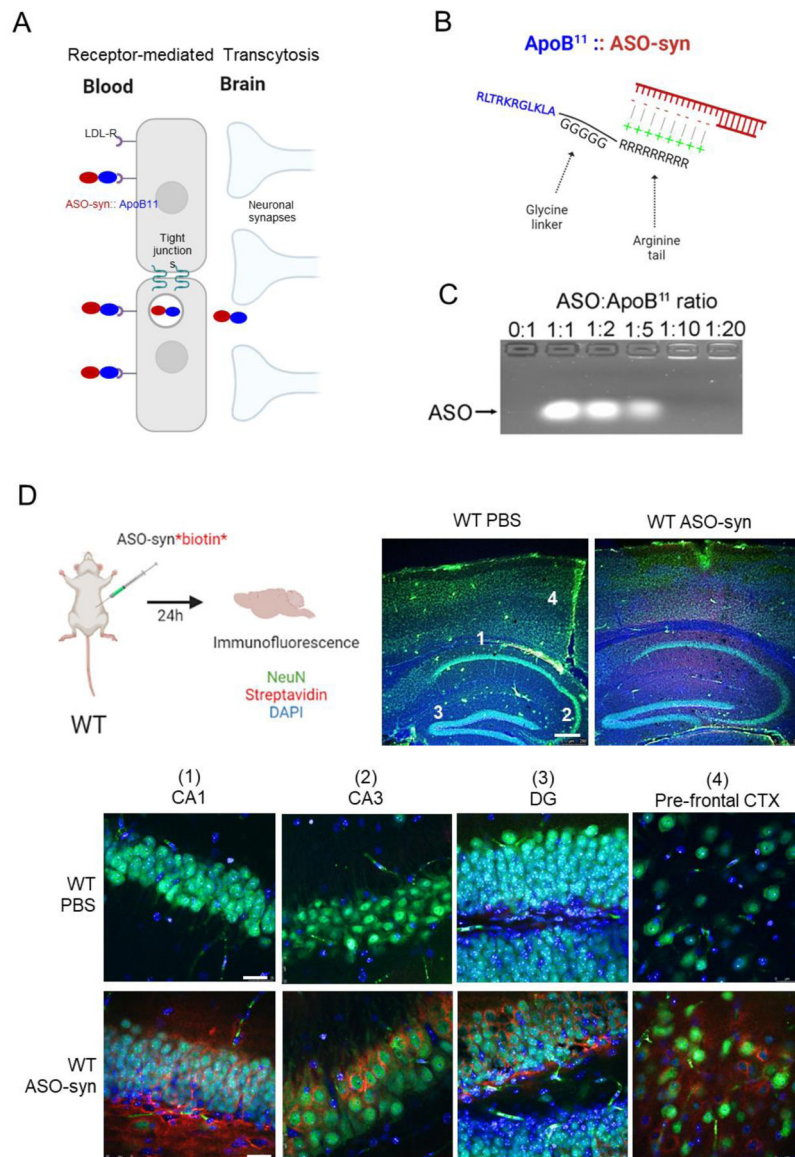 A
Receptor-mediated Transcytosis
Blood Brain
LDL-R
ASO-syn:: ApoB11
Neuronal
synapses
Tight
junction
s
B
ApoB¹¹ :: ASO-syn
RLTRKRGLKLA
GGGGG
RRRRRRRRR
Glycine
linker
Arginine
tail
C
ASO:ApoB¹¹ ratio
0:1 1:1 1:2 1:5 1:10 1:20
ASO
D
ASO-syn*biotin*
24h
WT
Immunofluorescence
NeuN
Streptavidin
DAPI
WT PBS WT ASO-syn
4
1
3
2
(1) (2) (3) (4)
CA1 CA3 DG Pre-frontal CTX
WT
PBS
WT
ASO-syn